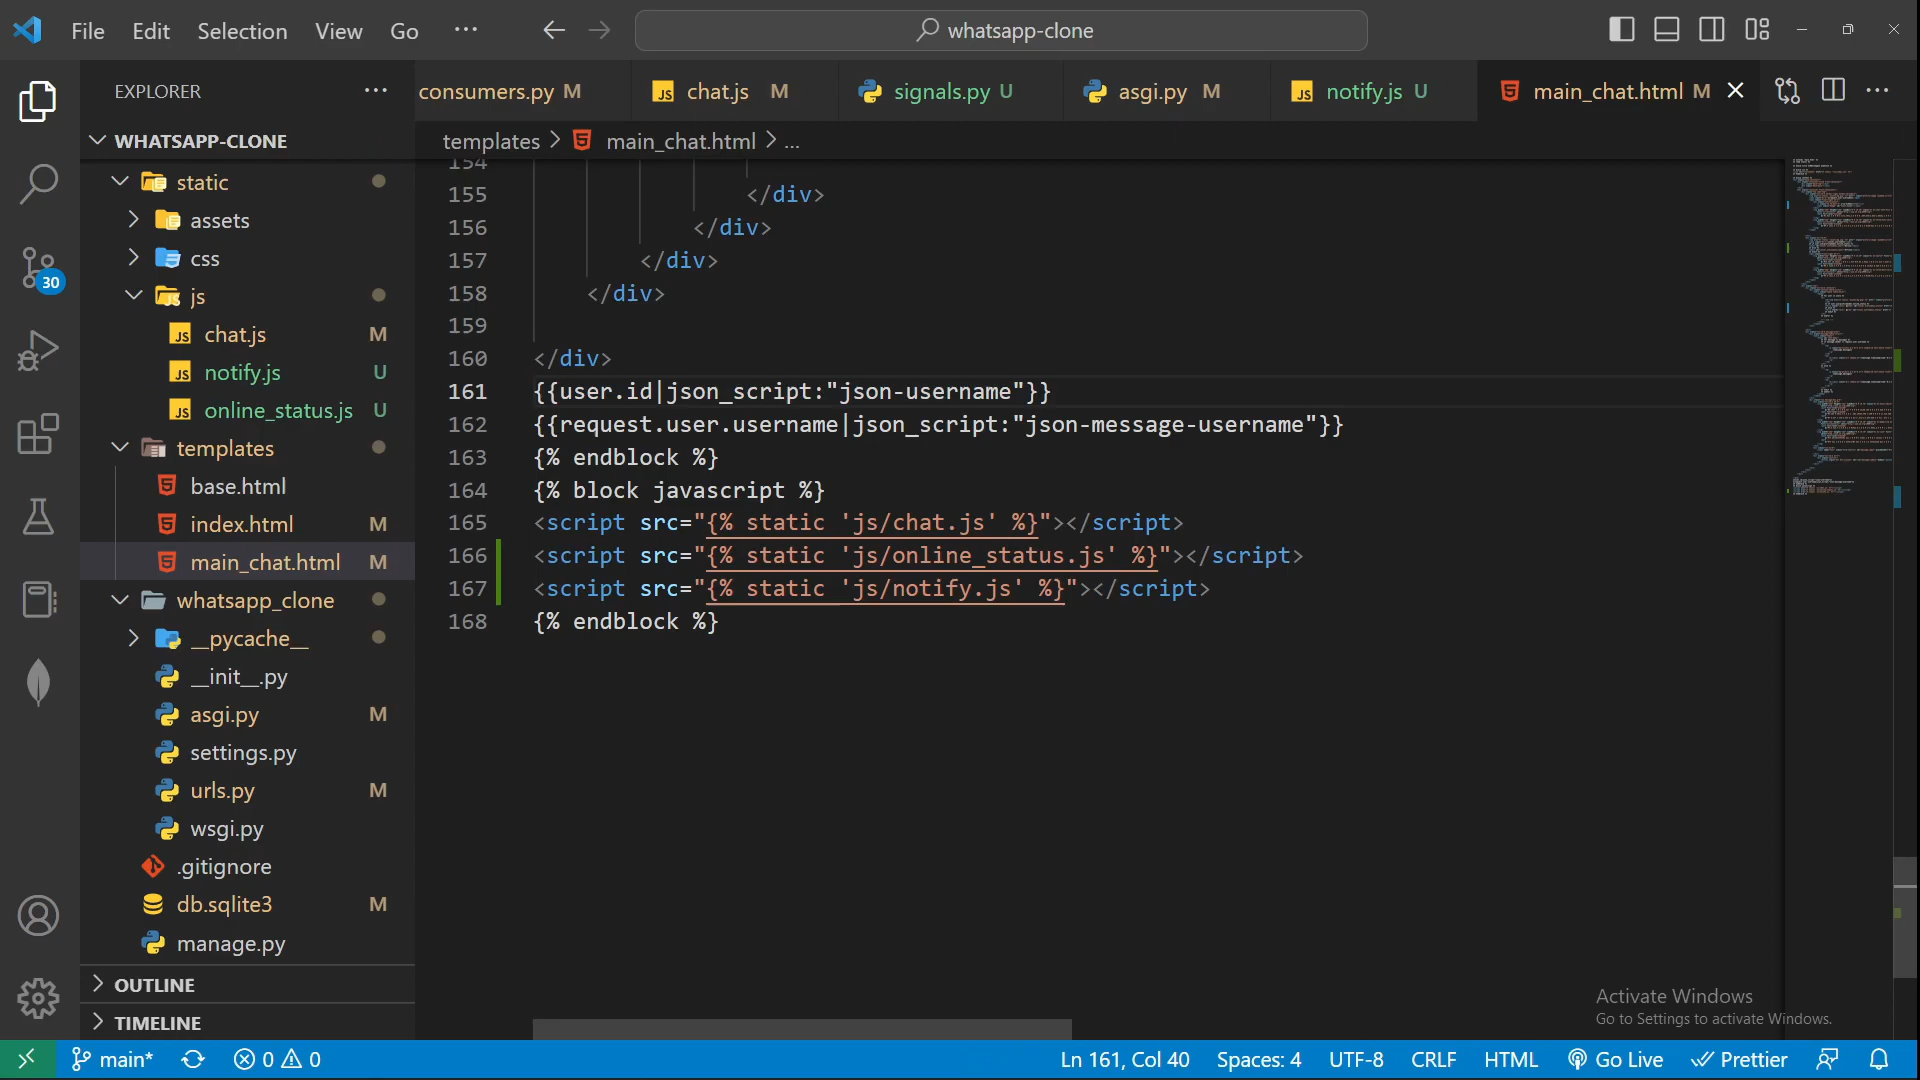 File Edit Selection View Go ···
whatsapp-clone
EXPLORER ···
consumers.py M
JS chat.js M
signals.py U
asgi.py M
JS notify.js U
main_chat.html M
WHATSAPP-CLONE
templates > main_chat.html > ...
static
assets
css
js
JS chat.js M
JS notify.js U
JS online_status.js U
templates
base.html
index.html M
main_chat.html M
whatsapp_clone
__pycache__
__init__.py
asgi.py M
settings.py
urls.py M
wsgi.py
.gitignore
db.sqlite3 M
manage.py
OUTLINE
TIMELINE
30
154
155 </div>
156 </div>
157 </div>
158 </div>
159
160 </div>
161 {{user.id|json_script:"json-username"}}
162 {{request.user.username|json_script:"json-message-username"}}
163 {% endblock %}
164 {% block javascript %}
165 <script src="{% static 'js/chat.js' %}"></script>
166 <script src="{% static 'js/online_status.js' %}"></script>
167 <script src="{% static 'js/notify.js' %}"></script>
168 {% endblock %}
Activate Windows
Go to Settings to activate Windows.
main* 0 0 Ln 161, Col 40 Spaces: 4 UTF-8 CRLF HTML Go Live Prettier